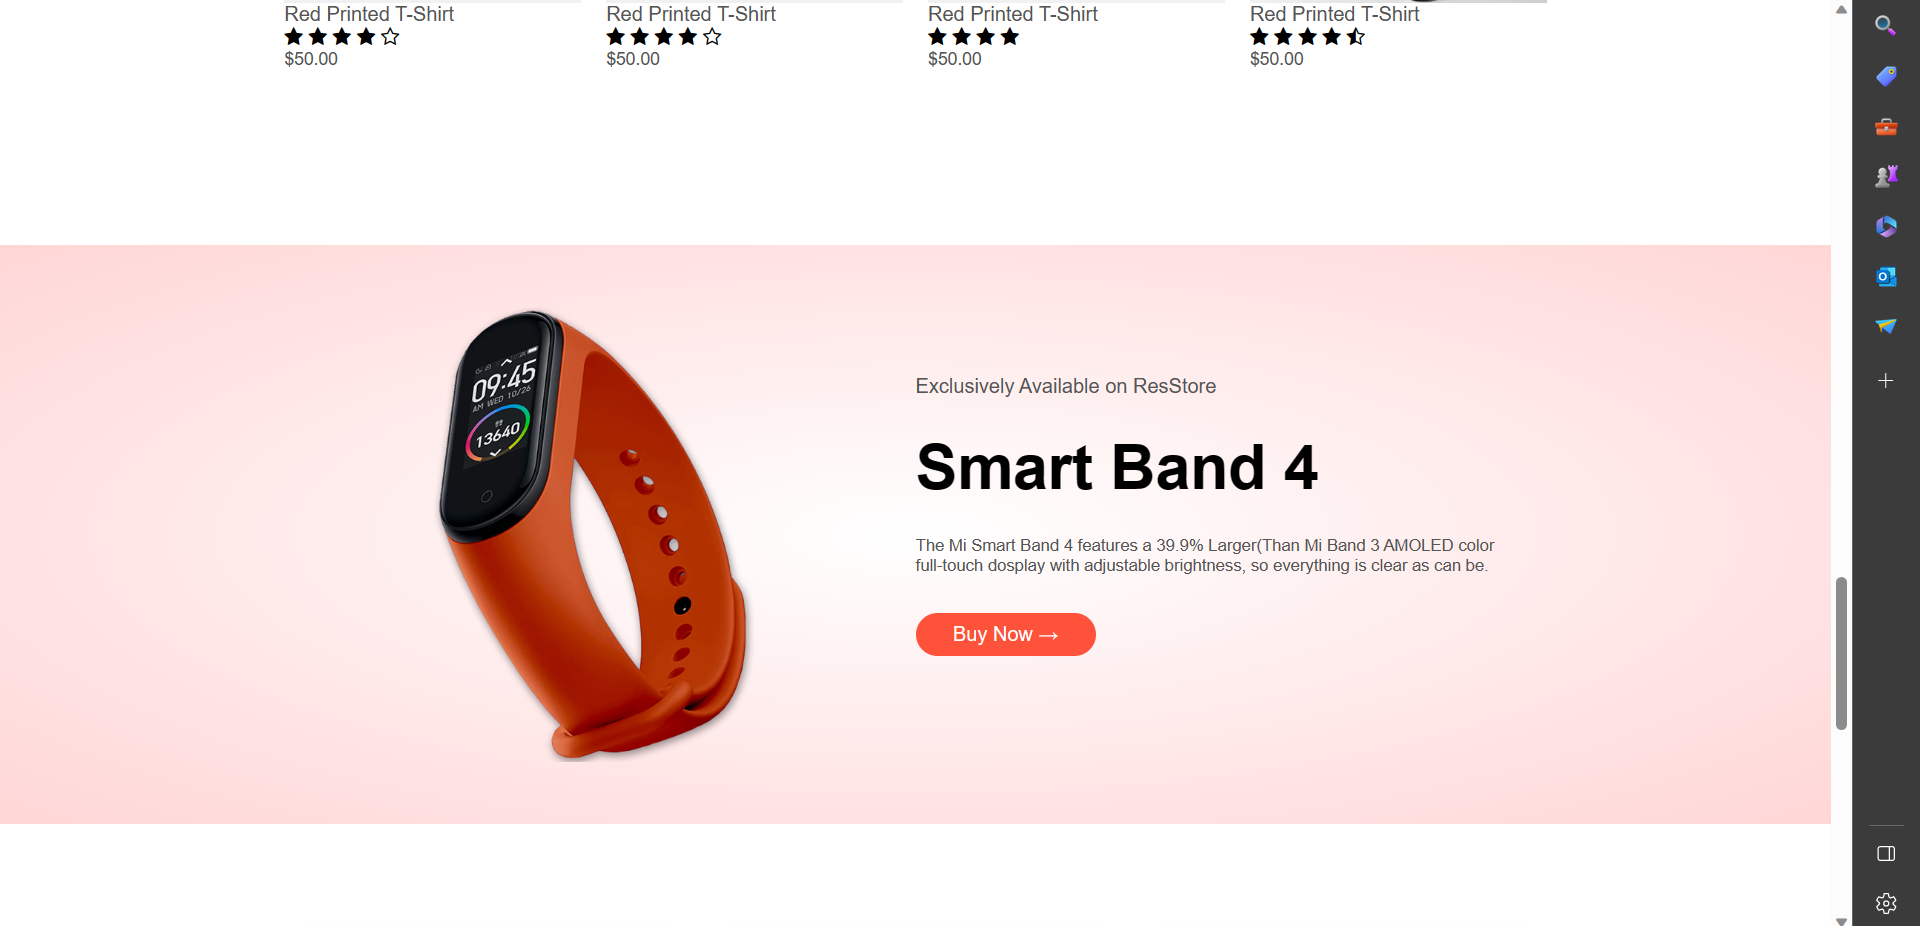 Red Printed T-Shirt
$50.00
Red Printed T-Shirt
$50.00
Red Printed T-Shirt
$50.00
Red Printed T-Shirt
$50.00
09:45
AM WED 10/26
13640
Exclusively Available on ResStore
Smart Band 4
The Mi Smart Band 4 features a 39.9% Larger(Than Mi Band 3 AMOLED color
full-touch dosplay with adjustable brightness, so everything is clear as can be.
Buy Now →